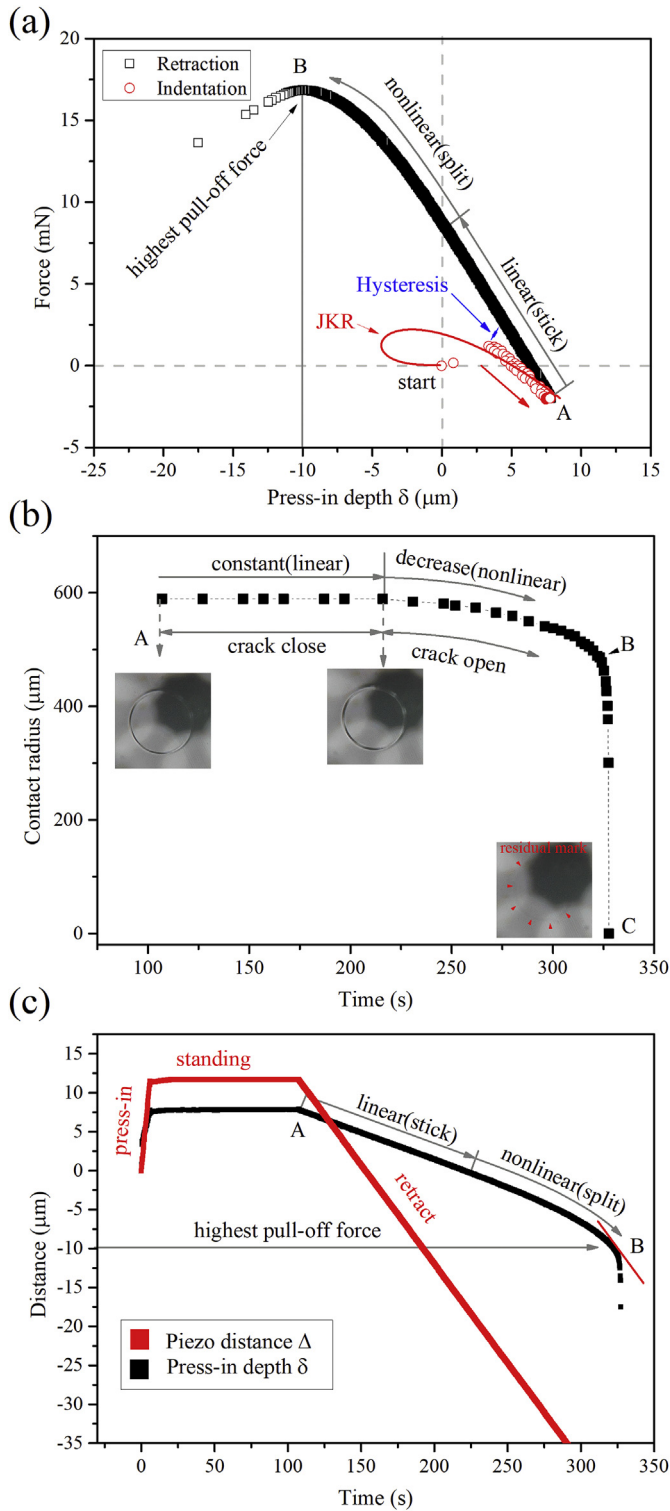 (a)
20
15
10
5
0
-5
Force (mN)
Retraction
Indentation
B
nonlinear(split)
highest pull-off force
linear(stick)
Hysteresis
JKR
start
A
-25 -20 -15 -10 -5 0 5 10 15
Press-in depth δ (μm)
(b)
600
400
200
0
Contact radius (μm)
constant(linear)
decrease(nonlinear)
A
crack close
crack open
B
residual mark
C
100 150 200 250 300 350
Time (s)
(c)
15
10
5
0
-5
-10
-15
-20
-25
-30
-35
Distance (μm)
standing
press-in
A
linear(stick)
nonlinear(split)
retract
highest pull-off force
B
Piezo distance Δ
Press-in depth δ
0 50 100 150 200 250 300 350
Time (s)